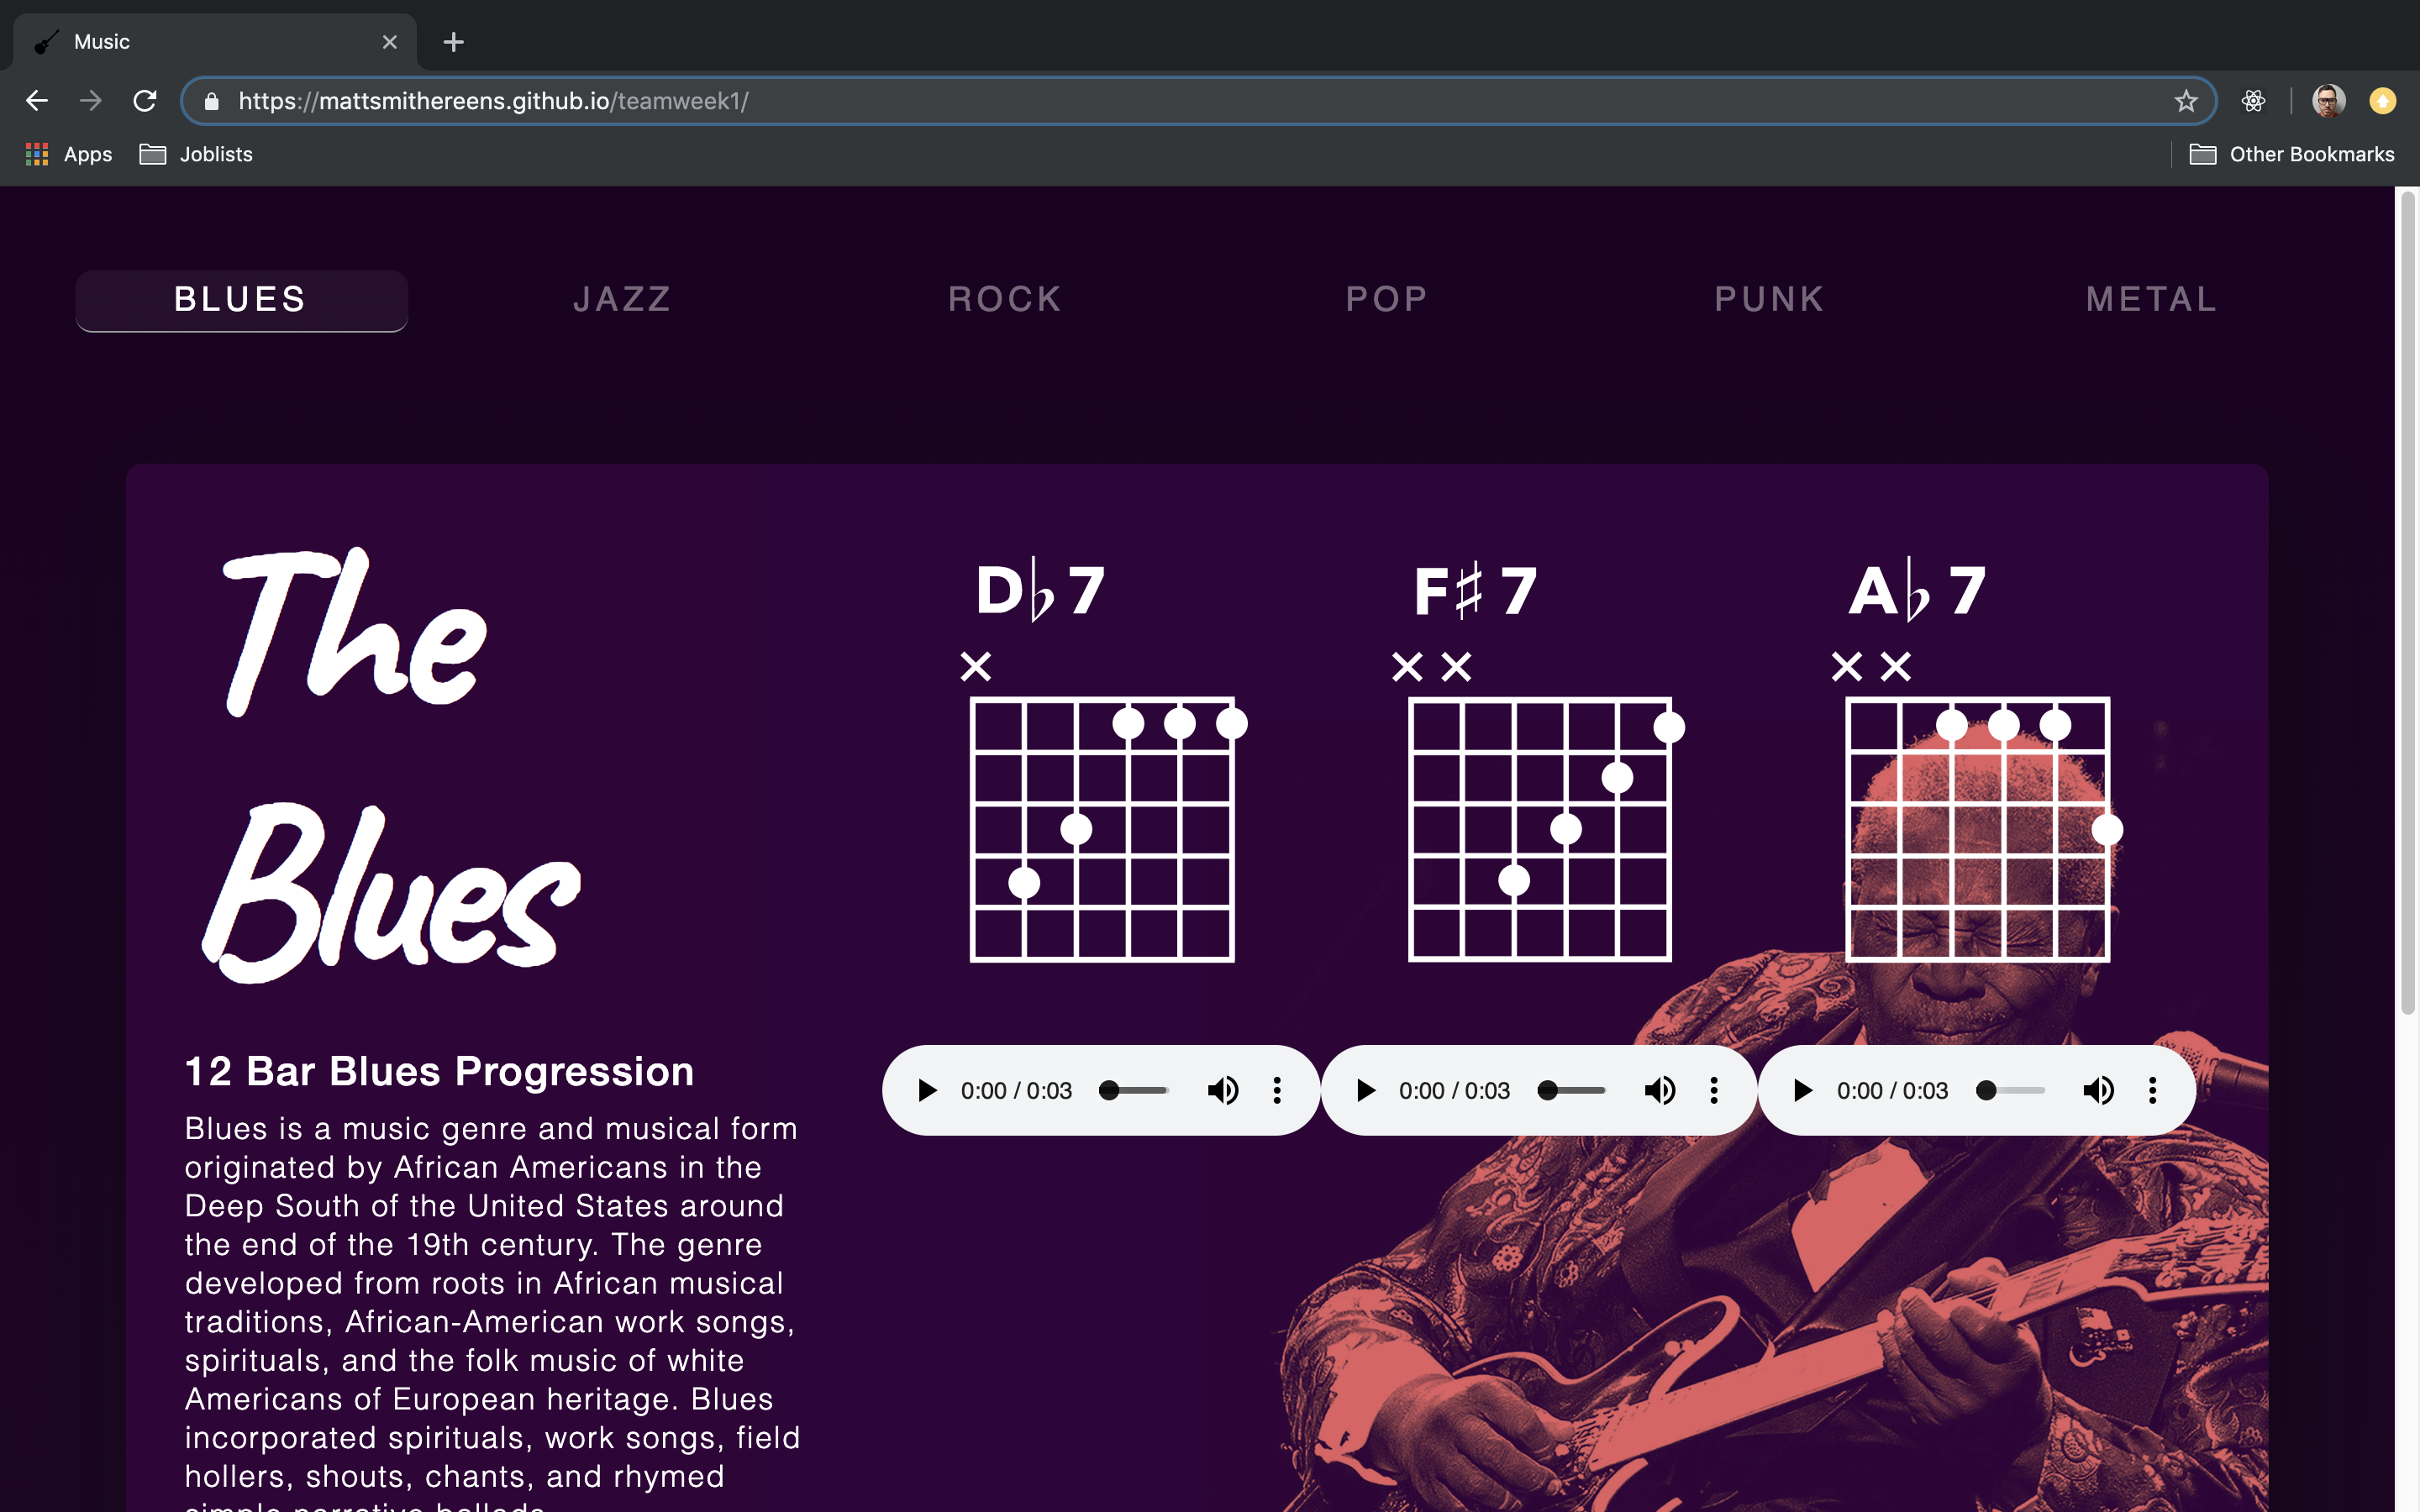 Music
https://mattsmithereens.github.io/teamweek1/
Apps
Joblists
Other Bookmarks
BLUES
JAZZ
ROCK
POP
PUNK
METAL
The
Blues
D♭7
F♯7
A♭7
× 
× ×
× ×
0:00 / 0:03
0:00 / 0:03
0:00 / 0:03
12 Bar Blues Progression
Blues is a music genre and musical form
originated by African Americans in the
Deep South of the United States around
the end of the 19th century. The genre
developed from roots in African musical
traditions, African-American work songs,
spirituals, and the folk music of white
Americans of European heritage. Blues
incorporated spirituals, work songs, field
hollers, shouts, chants, and rhymed
simple narrative ballads